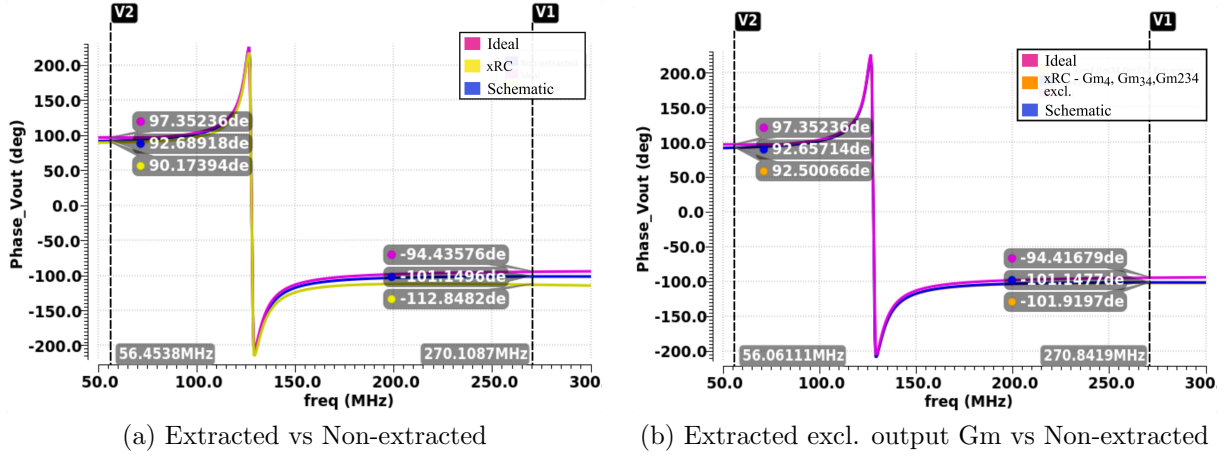 V2
V1
Ideal
xRC
Schematic
Phase_Vout (deg)
200.0
150.0
100.0
50.0
0.0
-50.0
-100.0
-150.0
-200.0
97.35236de
92.68918de
90.17394de
-94.43576de
-101.1496de
-112.8482de
56.4538MHz
270.1087MHz
50.0
100.0
150.0
200.0
250.0
300.
freq (MHz)
(a) Extracted vs Non-extracted
V2
V1
Ideal
xRC - Gm4, Gm34,Gm234
excl.
Schematic
Phase_Vout (deg)
200.0
150.0
100.0
50.0
0.0
-50.0
-100.0
-150.0
-200.0
97.35236de
92.65714de
92.50066de
-94.41679de
-101.1477de
-101.9197de
56.06111MHz
270.8419MHz
50.0
100.0
150.0
200.0
250.0
300.
freq (MHz)
(b) Extracted excl. output Gm vs Non-extracted